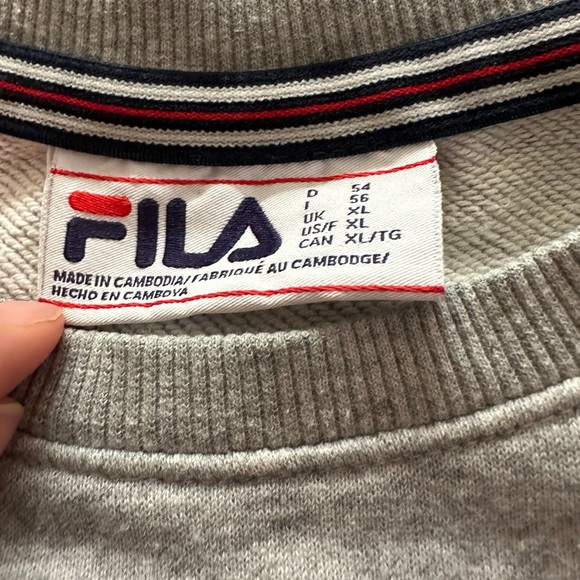 FILA
D 54
I 56
UK XL
US/F XL
CAN XL/TG
MADE IN CAMBODIA/FABRIQUÉ AU CAMBODGE/
HECHO EN CAMBOYA